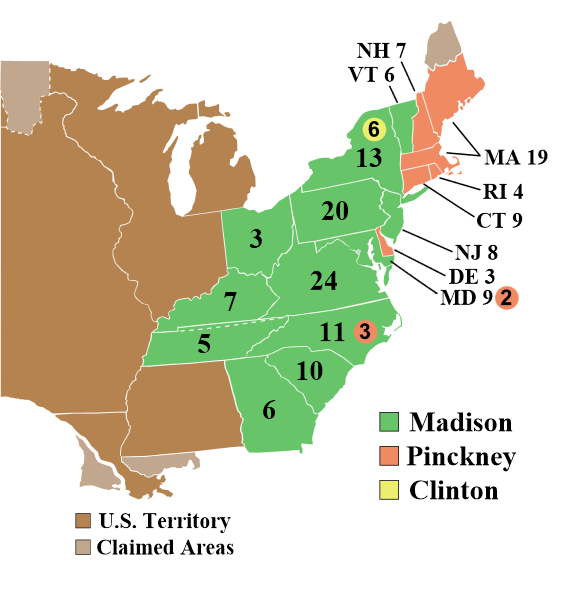 NH 7
VT 6
6
13
MA 19
RI 4
CT 9
20
3
NJ 8
DE 3
MD 9 2
24
7
11 3
5
10
6
Madison
Pinckney
Clinton
U.S. Territory
Claimed Areas